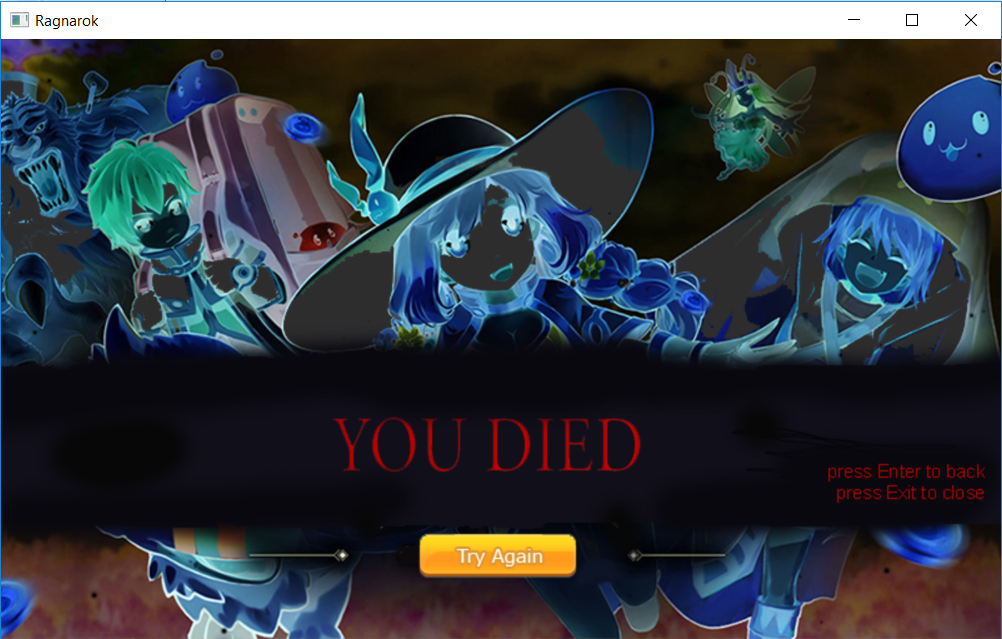 Ragnarok
YOU DIED
press Enter to back
press Exit to close
Try Again